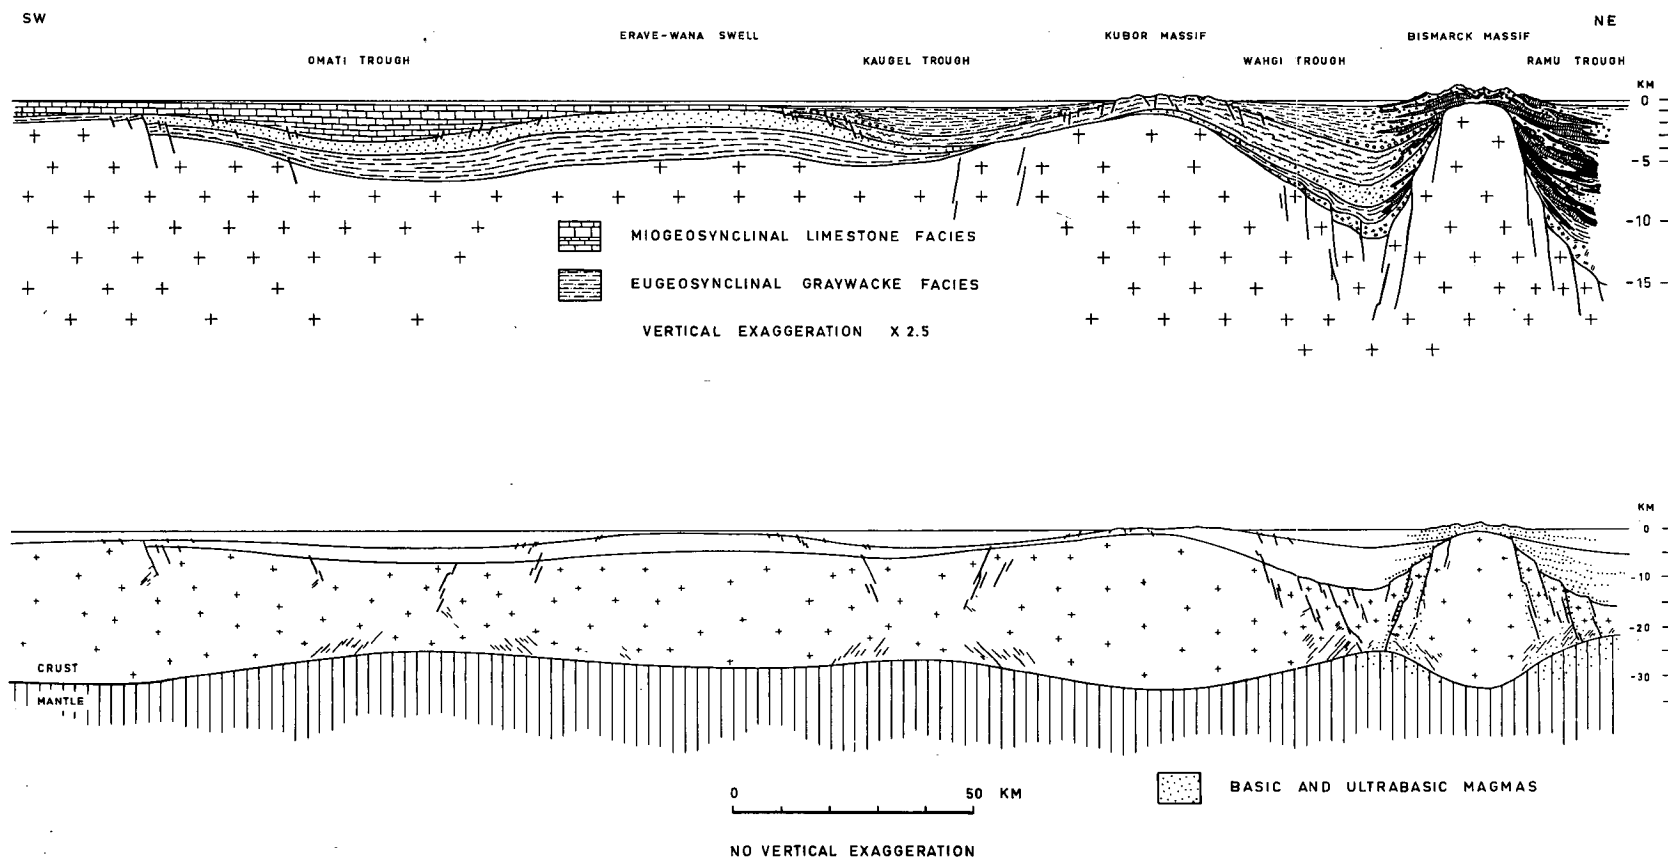 SW
NE
ERAVE-WANA SWELL
KUBOR MASSIF
BISMARCK MASSIF
OMATI TROUGH
KAUGEL TROUGH
WAHGI TROUGH
RAMU TROUGH
KM
0
-5
-10
-15
MIOGEOSYNCLINAL LIMESTONE FACIES
EUGEOSYNCLINAL GRAYWACKE FACIES
VERTICAL EXAGGERATION X 2.5
KM
0
-10
-20
-30
CRUST
MANTLE
BASIC AND ULTRABASIC MAGMAS
0 50 KM
NO VERTICAL EXAGGERATION